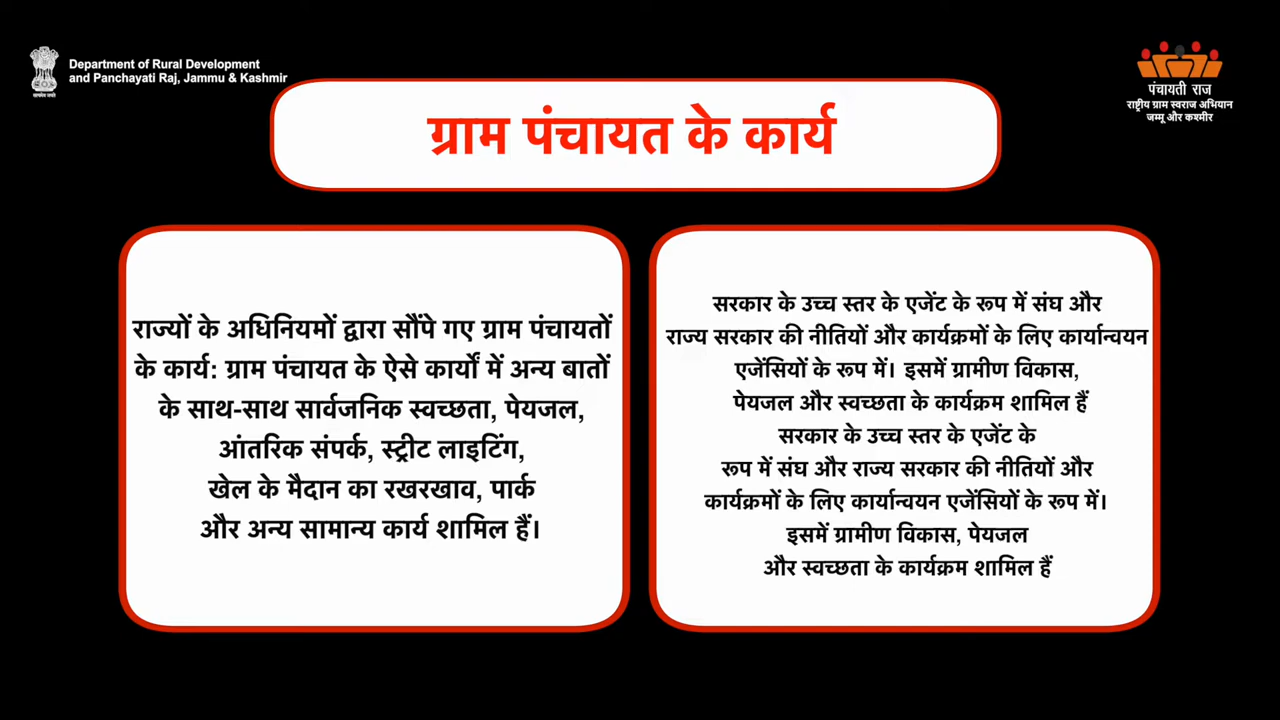 Department of Rural Development
and Panchayati Raj, Jammu & Kashmir
पंचायती राज
राष्ट्रीय ग्राम स्वराज अभियान
जम्मू और कश्मीर
ग्राम पंचायत के कार्य
राज्यों के अधिनियमों द्वारा सौंपे गए ग्राम पंचायतों
के कार्य: ग्राम पंचायत के ऐसे कार्यों में अन्य बातों
के साथ-साथ सार्वजनिक स्वच्छता, पेयजल,
आंतरिक संपर्क, स्ट्रीट लाइटिंग,
खेल के मैदान का रखरखाव, पार्क
और अन्य सामान्य कार्य शामिल हैं।
सरकार के उच्च स्तर के एजेंट के रूप में संघ और
राज्य सरकार की नीतियों और कार्यक्रमों के लिए कार्यान्वयन
एजेंसियों के रूप में। इसमें ग्रामीण विकास,
पेयजल और स्वच्छता के कार्यक्रम शामिल हैं
सरकार के उच्च स्तर के एजेंट के
रूप में संघ और राज्य सरकार की नीतियों और
कार्यक्रमों के लिए कार्यान्वयन एजेंसियों के रूप में।
इसमें ग्रामीण विकास, पेयजल
और स्वच्छता के कार्यक्रम शामिल हैं